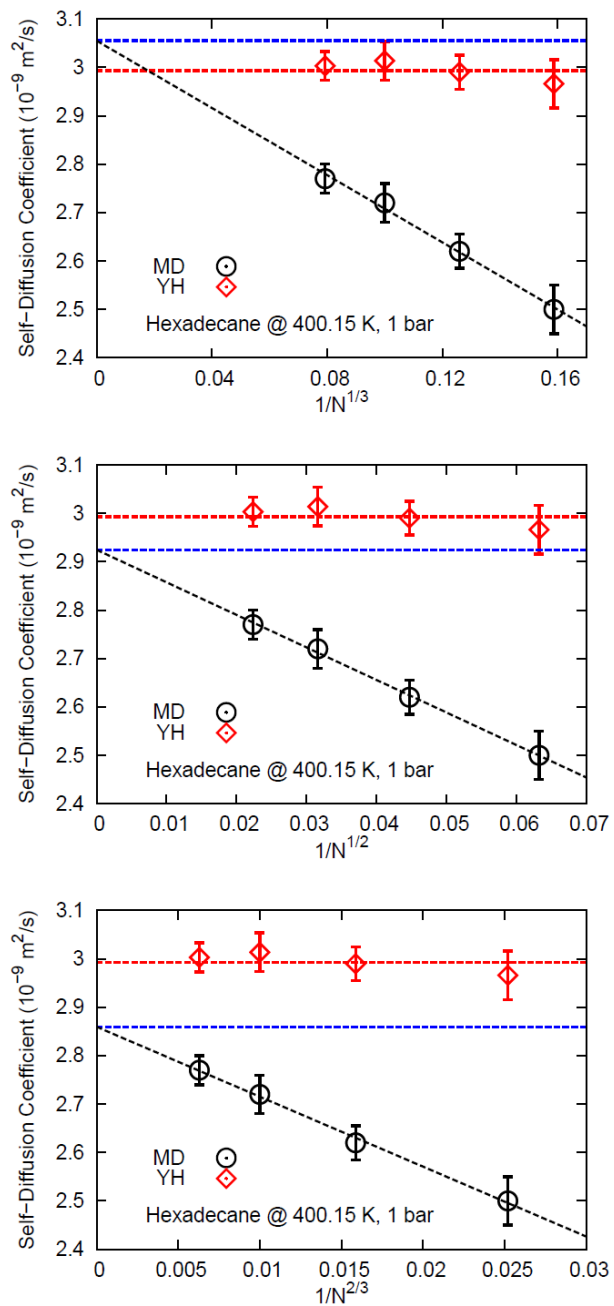 3.1
3
2.9
2.8
2.7
2.6
2.5
2.4
Self−Diffusion Coefficient (10⁻⁹ m²/s)
MD
YH
Hexadecane @ 400.15 K, 1 bar
0 0.04 0.08 0.12 0.16
1/N^1/3
3.1
3
2.9
2.8
2.7
2.6
2.5
2.4
Self−Diffusion Coefficient (10⁻⁹ m²/s)
MD
YH
Hexadecane @ 400.15 K, 1 bar
0 0.01 0.02 0.03 0.04 0.05 0.06 0.07
1/N^1/2
3.1
3
2.9
2.8
2.7
2.6
2.5
2.4
Self−Diffusion Coefficient (10⁻⁹ m²/s)
MD
YH
Hexadecane @ 400.15 K, 1 bar
0 0.005 0.01 0.015 0.02 0.025 0.03
1/N^2/3